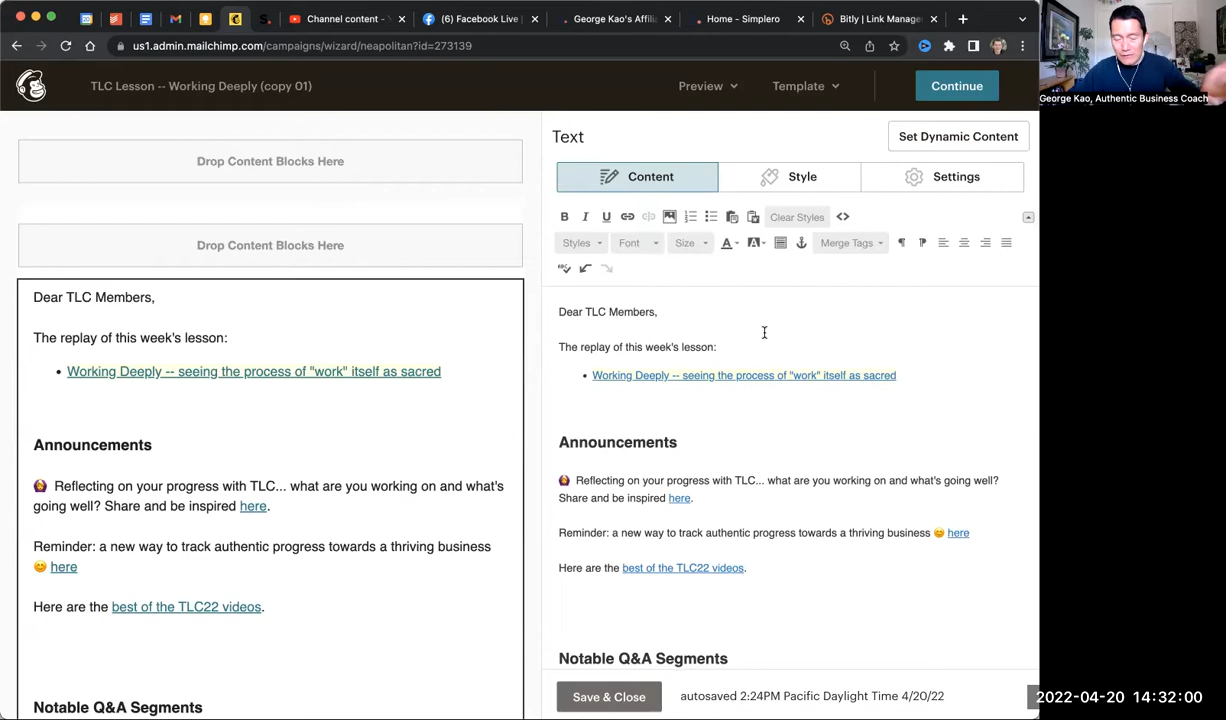 Channel content -
(6) Facebook Live |
George Kao's Affilia
Home - Simplero
Bitly | Link Manage
us1.admin.mailchimp.com/campaigns/wizard/neapolitan?id=273139
TLC Lesson -- Working Deeply (copy 01)
Preview
Template
Continue
George Kao, Authentic Business Coach
Drop Content Blocks Here
Drop Content Blocks Here
Dear TLC Members,
The replay of this week's lesson:
• Working Deeply -- seeing the process of "work" itself as sacred
Announcements
🙆 Reflecting on your progress with TLC... what are you working on and what's
going well? Share and be inspired here.
Reminder: a new way to track authentic progress towards a thriving business
😊 here
Here are the best of the TLC22 videos.
Notable Q&A Segments
Text
Set Dynamic Content
Content
Style
Settings
B I U
Clear Styles
Styles
Font
Size
A
A
Merge Tags
ABC
Dear TLC Members,
The replay of this week's lesson:
• Working Deeply -- seeing the process of "work" itself as sacred
Announcements
🙆 Reflecting on your progress with TLC... what are you working on and what's going well?
Share and be inspired here.
Reminder: a new way to track authentic progress towards a thriving business 😊 here
Here are the best of the TLC22 videos.
Notable Q&A Segments
Save & Close
autosaved 2:24PM Pacific Daylight Time 4/20/22
2022-04-20 14:32:00